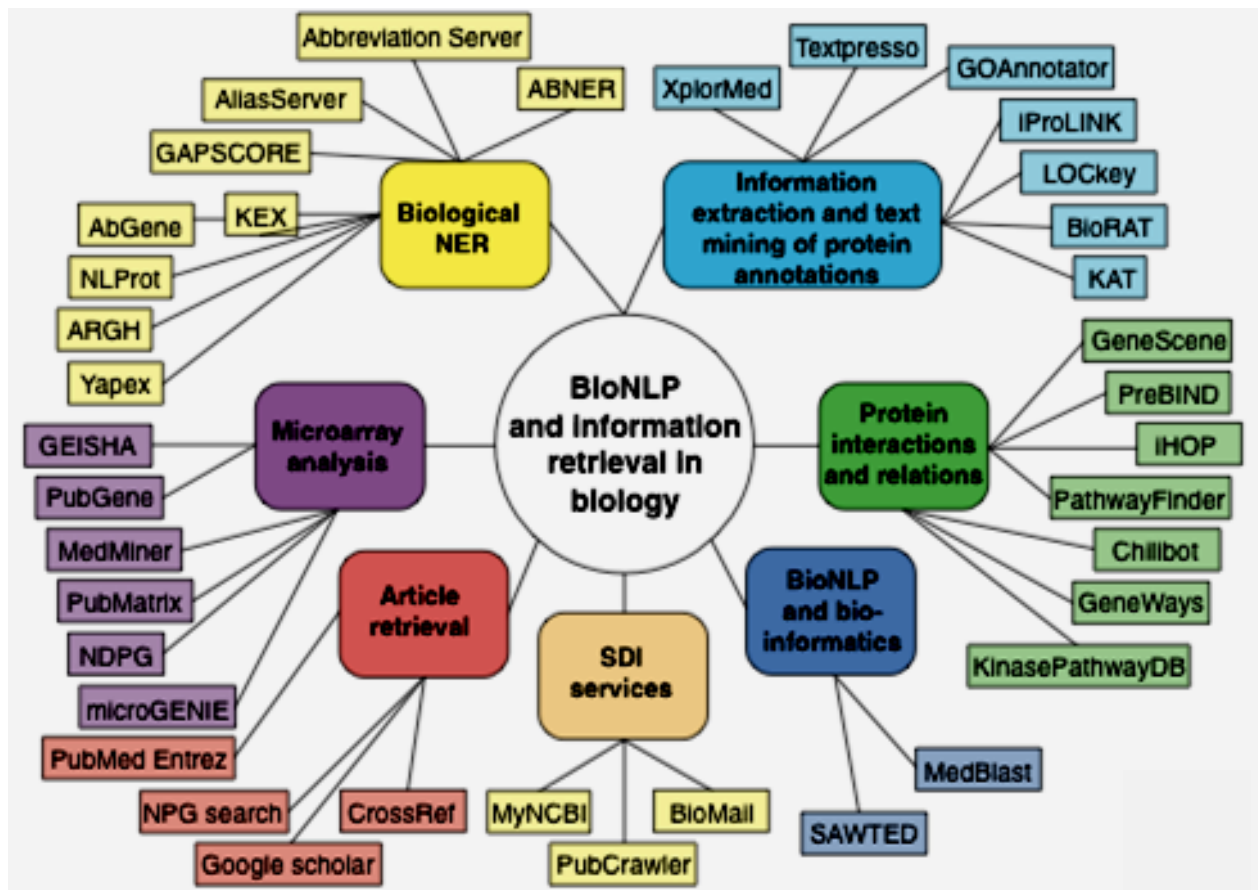 Abbreviation Server
AliasServer
ABNER
GAPSCORE
AbGene
KEX
NLProt
ARGH
Yapex
Biological
NER
XplorMed
Textpresso
GOAnnotator
iProLINK
LOCkey
BioRAT
KAT
Information
extraction and text
mining of protein
annotations
BioNLP
and information
retrieval in
biology
Microarray
analysis
GEISHA
PubGene
MedMiner
PubMatrix
NDPG
microGENIE
Protein
interactions
and relations
GeneScene
PreBIND
iHOP
PathwayFinder
Chilibot
GeneWays
KinasePathwayDB
Article
retrieval
PubMed Entrez
NPG search
Google scholar
CrossRef
SDI
services
MyNCBI
PubCrawler
BioMail
BioNLP
and bio-
informatics
MedBlast
SAWTED